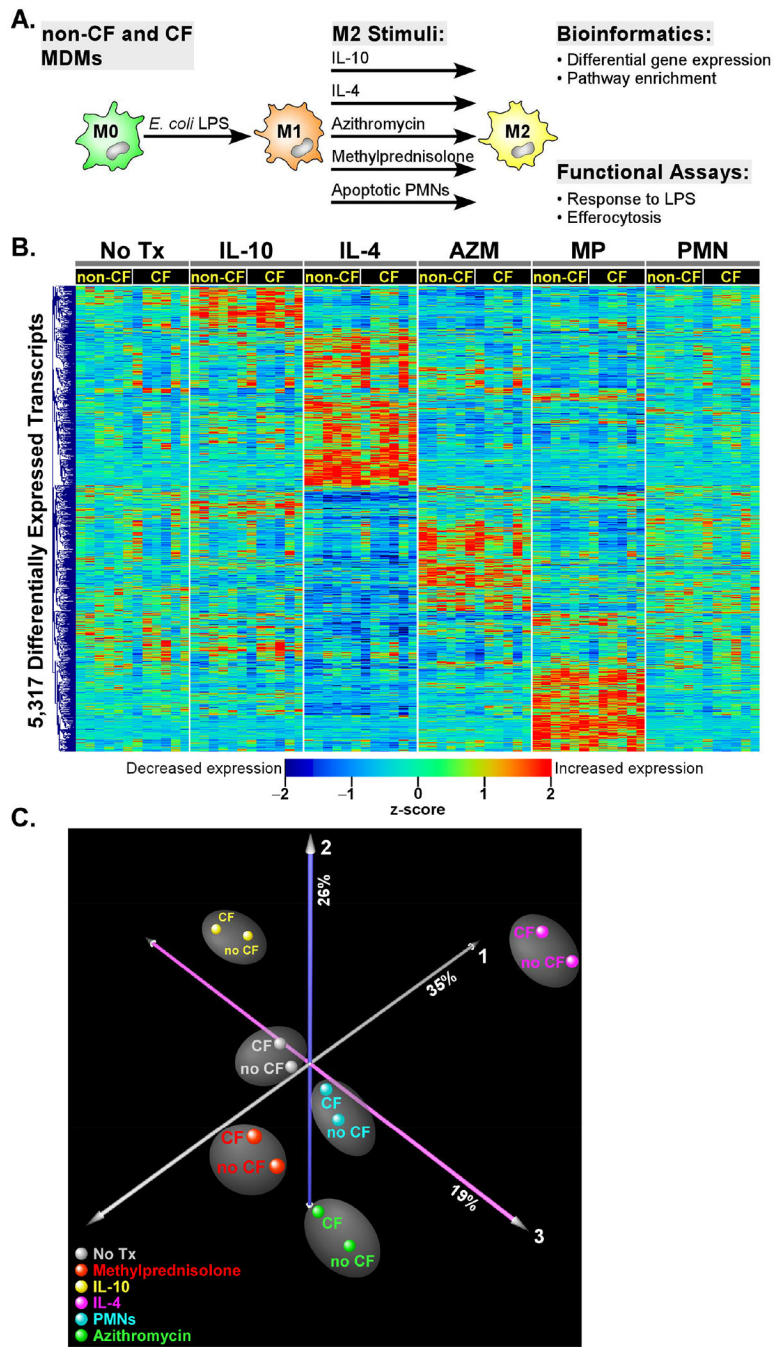 A.
non-CF and CF
MDMs
M2 Stimuli:
Bioinformatics:
• Differential gene expression
• Pathway enrichment
IL-10
IL-4
Azithromycin
Methylprednisolone
Apoptotic PMNs
M0
E. coli LPS
M1
M2
Functional Assays:
• Response to LPS
• Efferocytosis
B.
No Tx IL-10 IL-4 AZM MP PMN
non-CF CF non-CF CF non-CF CF non-CF CF non-CF CF non-CF CF
5,317 Differentially Expressed Transcripts
Decreased expression Increased expression
–2 –1 0 1 2
z-score
C.
2
26%
CF
no CF
CF
no CF
1
35%
CF
no CF
CF
no CF
CF
no CF
19%
3
CF
no CF
No Tx
Methylprednisolone
IL-10
IL-4
PMNs
Azithromycin